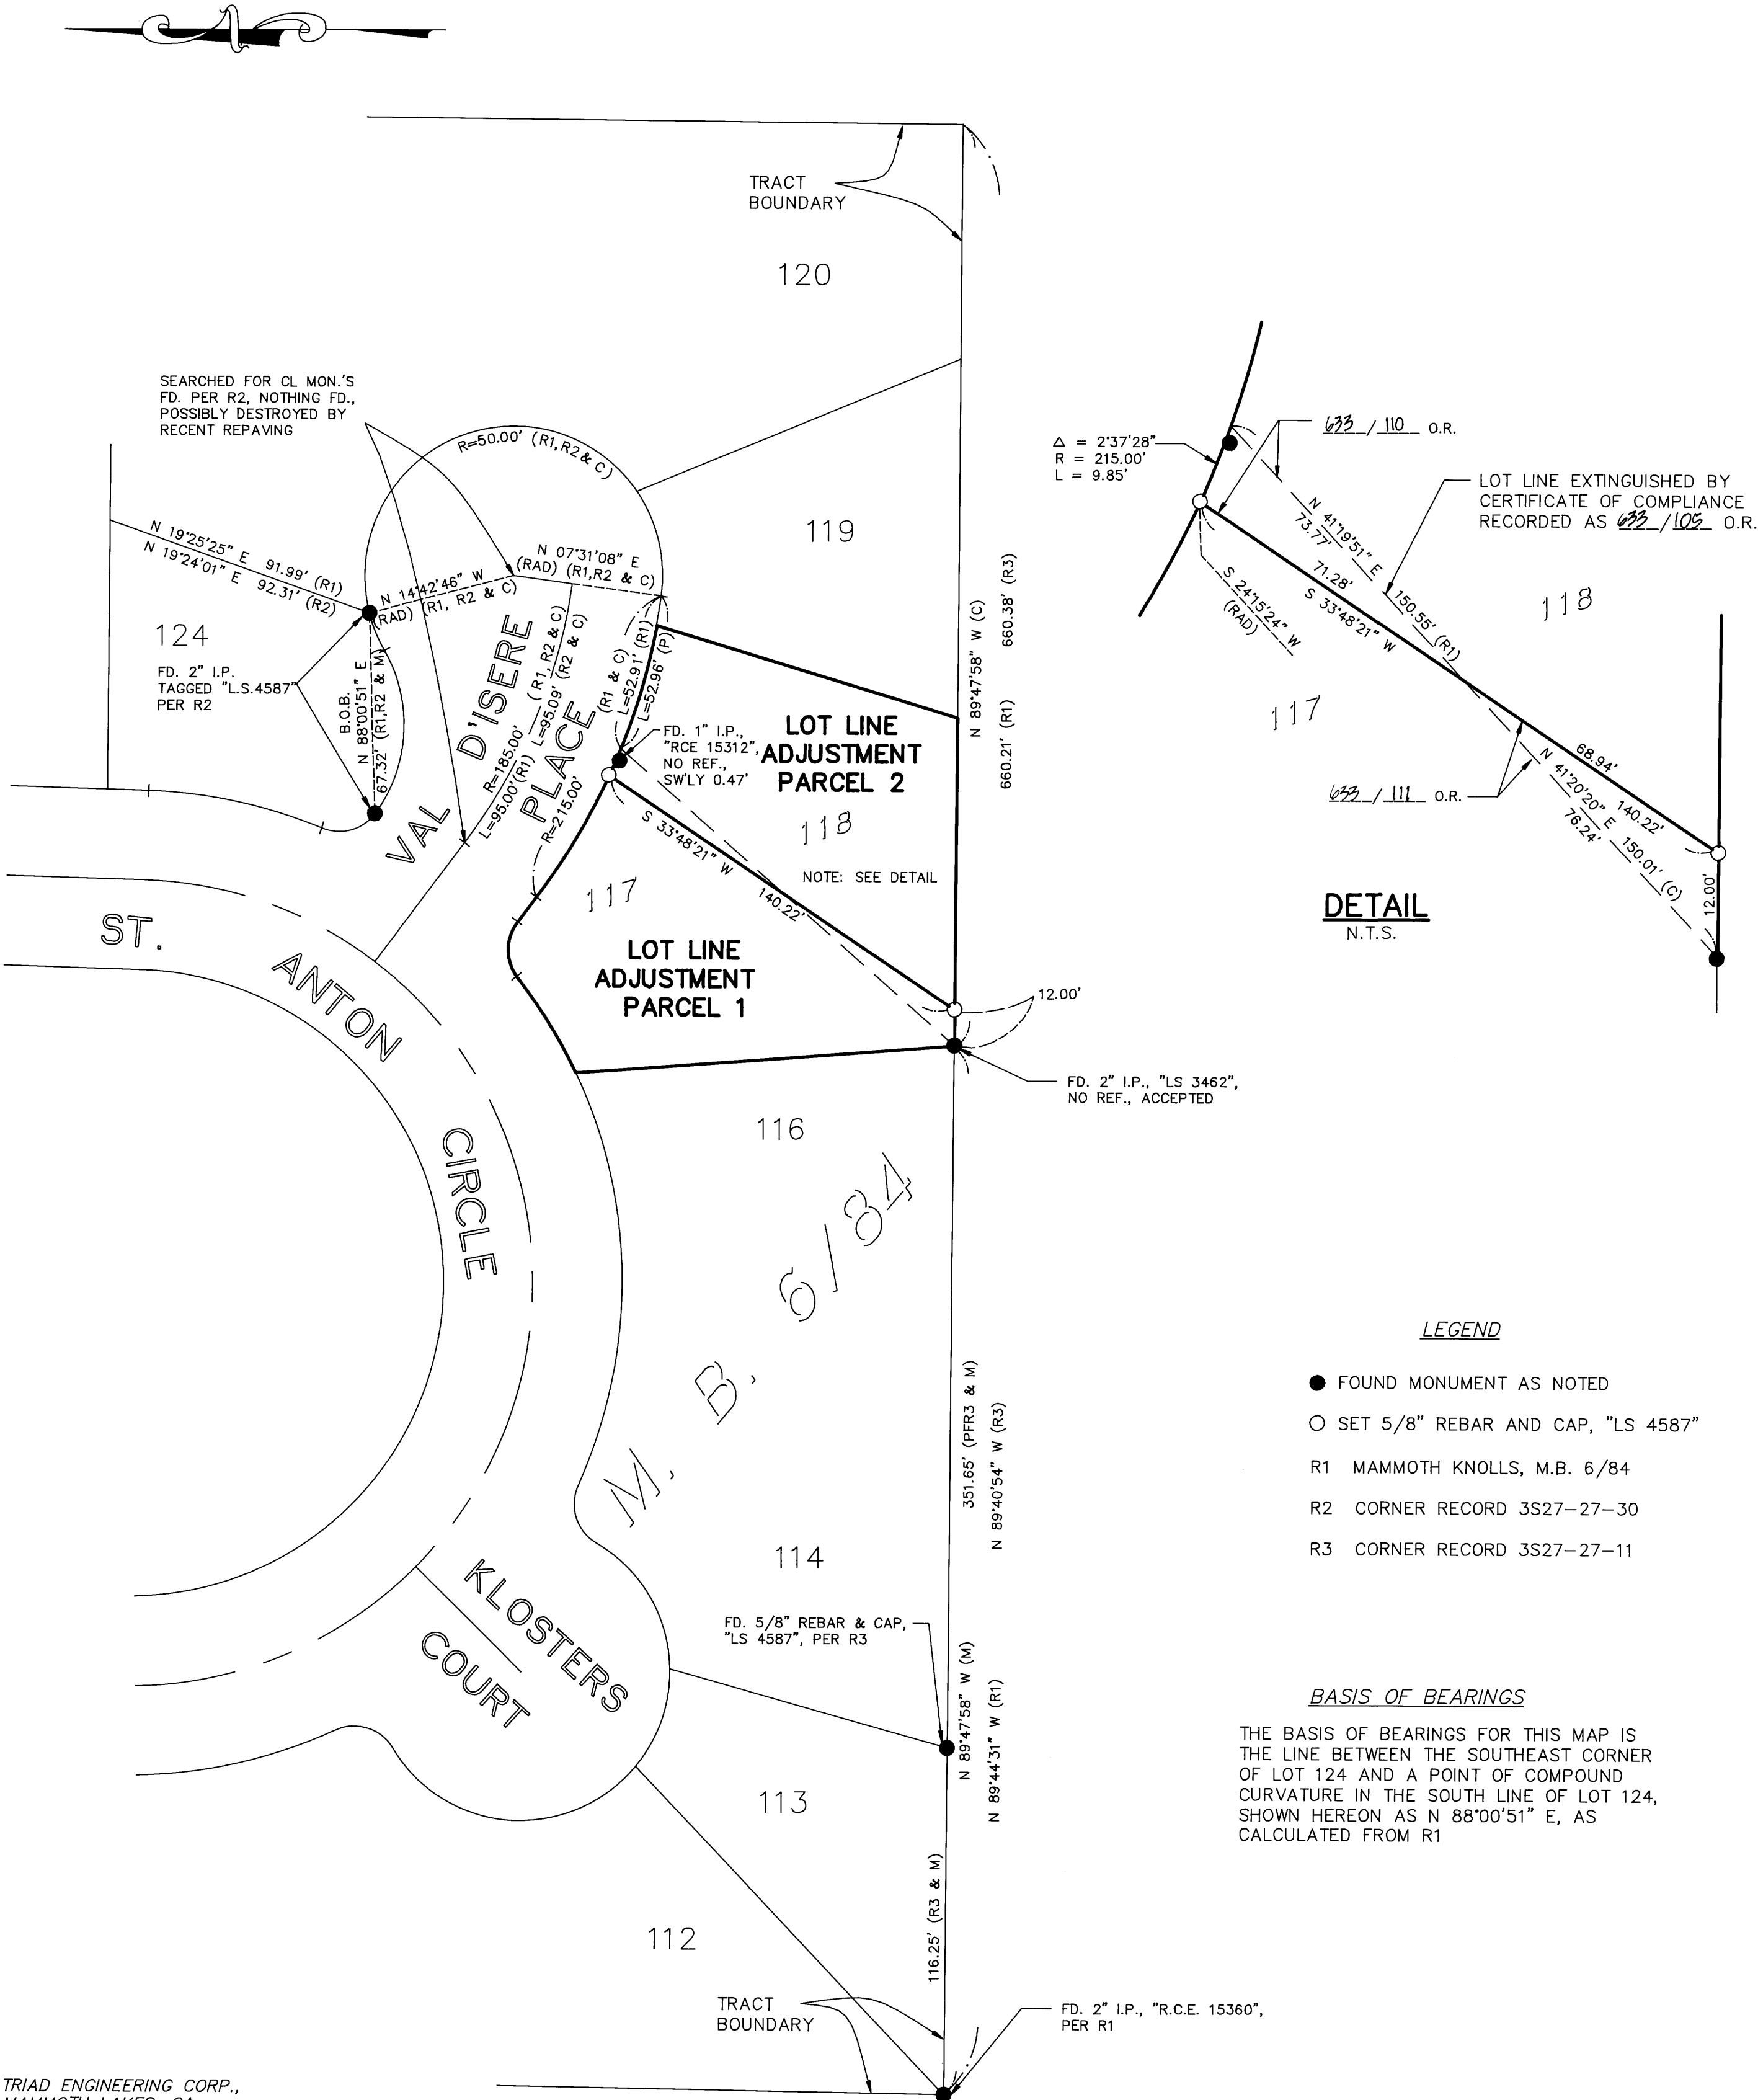 N
TRACT
BOUNDARY
120
SEARCHED FOR CL MON.'S
FD. PER R2, NOTHING FD.,
POSSIBLY DESTROYED BY
RECENT REPAVING
R=50.00' (R1,R2 & C)
119
N 19°25'25" E 91.99' (R1)
N 19°24'01" E 92.31' (R2)
N 14°42'46" W
(RAD) (R1, R2 & C)
N 07°31'08" E
(RAD) (R1,R2 & C)
124
FD. 2" I.P.
TAGGED "L.S.4587"
PER R2
B.O.B.
N 88°00'51" E
67.32' (R1,R2 & M)
VAL D'ISERE
PLACE
R=185.00' (R1, R2 & C)
L=95.00'(R1) L=95.09' (R2 & C)
R=215.00' (R1 & C)
L=52.91' (R1)
L=52.96' (P)
FD. 1" I.P.,
"RCE 15312",
NO REF.,
SW'LY 0.47'
LOT LINE
ADJUSTMENT
PARCEL 2
118
NOTE: SEE DETAIL
S 33°48'21" W
140.22'
117
LOT LINE
ADJUSTMENT
PARCEL 1
N 89°47'58" W (C)
660.21' (R1) 660.38' (R3)
12.00'
FD. 2" I.P., "LS 3462",
NO REF., ACCEPTED
ST. ANTON CIRCLE
116
M. B. 6/84
351.65' (PFR3 & M)
N 89°40'54" W (R3)
114
KLOSTERS
COURT
FD. 5/8" REBAR & CAP,
"LS 4587", PER R3
N 89°47'58" W (M)
N 89°44'31" W (R1)
113
116.25' (R3 & M)
112
TRACT
BOUNDARY
FD. 2" I.P., "R.C.E. 15360",
PER R1
TRIAD ENGINEERING CORP.,
MAMMOTH LAKES, CA
Δ = 2°37'28"
R = 215.00'
L = 9.85'
633 / 110 O.R.
LOT LINE EXTINGUISHED BY
CERTIFICATE OF COMPLIANCE
RECORDED AS 633 / 105 O.R.
N 41°19'51" E
73.77'
150.55' (R1)
71.28'
S 33°48'21" W
S 24°15'24" W
(RAD)
118
117
68.94'
140.22'
633 / 111 O.R.
N 41°20'20" E 150.01' (C)
76.24'
12.00'
DETAIL
N.T.S.
LEGEND
FOUND MONUMENT AS NOTED
SET 5/8" REBAR AND CAP, "LS 4587"
R1 MAMMOTH KNOLLS, M.B. 6/84
R2 CORNER RECORD 3S27-27-30
R3 CORNER RECORD 3S27-27-11
BASIS OF BEARINGS
THE BASIS OF BEARINGS FOR THIS MAP IS
THE LINE BETWEEN THE SOUTHEAST CORNER
OF LOT 124 AND A POINT OF COMPOUND
CURVATURE IN THE SOUTH LINE OF LOT 124,
SHOWN HEREON AS N 88°00'51" E, AS
CALCULATED FROM R1